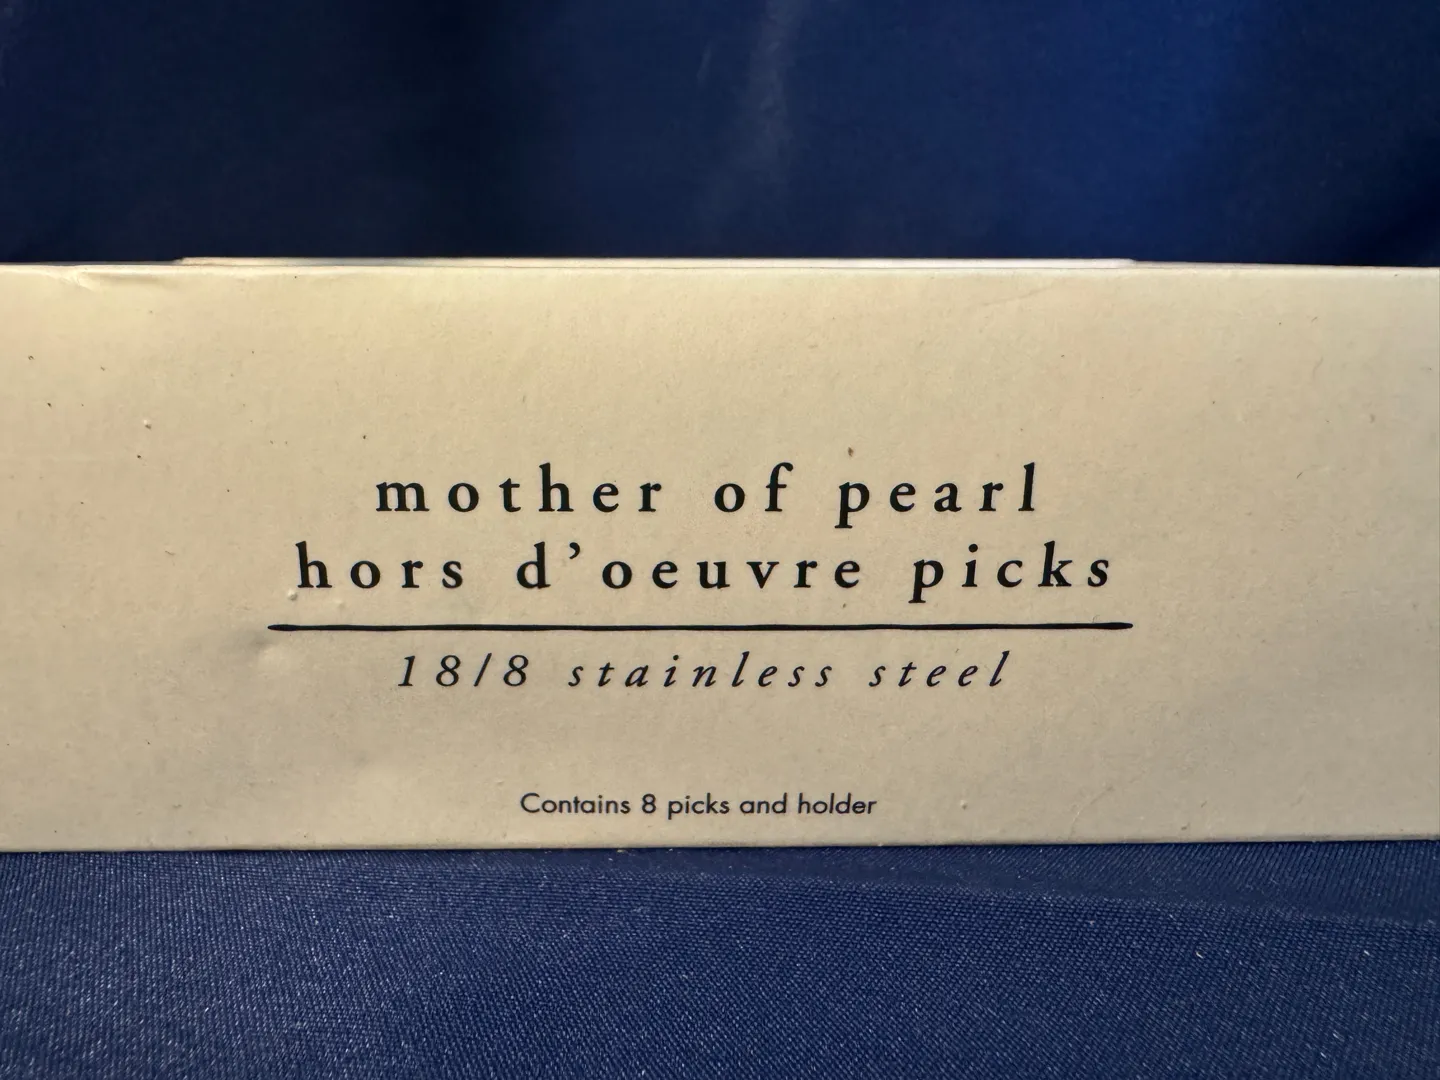 mother of pearl
hors d’oeuvre picks
18/8 stainless steel
Contains 8 picks and holder